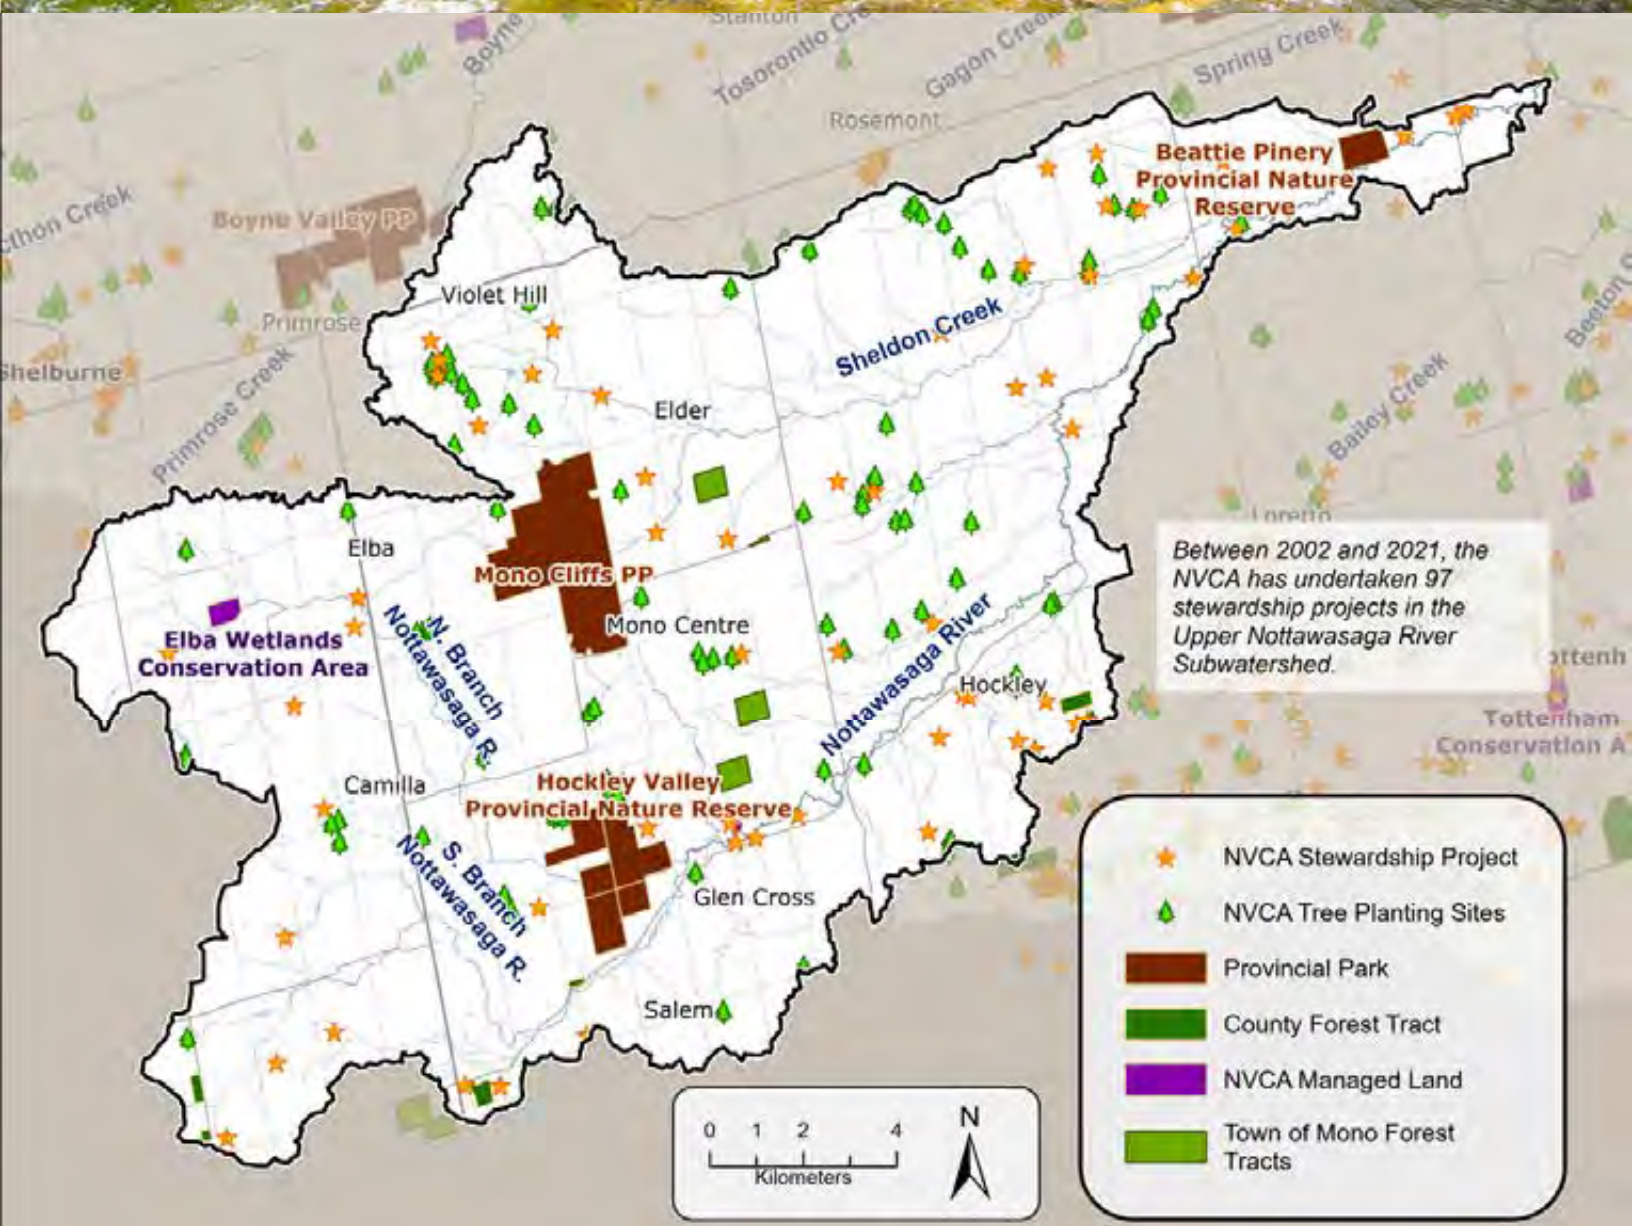 Stanton
Boyne
Tosorontio Cre
Gagon Creek
Spring Creek
Rosemont
Beattie Pinery
Provincial Nature
Reserve
cthon Creek
Boyne Valley PP
Violet Hill
Primrose
Shelburne
Primrose Creek
Sheldon Creek
Elder
Bailey Creek
Beeton
Loretto
Elba
Mono Cliffs PP
Between 2002 and 2021, the
NVCA has undertaken 97
stewardship projects in the
Upper Nottawasaga River
Subwatershed.
Elba Wetlands
Conservation Area
N. Branch
Nottawasaga R.
Mono Centre
Nottawasaga River
Hockley
ottenh
Tottenham
Conservation A
Camilla
Hockley Valley
Provincial Nature Reserve
S. Branch
Nottawasaga R.
Glen Cross
Salem
NVCA Stewardship Project
NVCA Tree Planting Sites
Provincial Park
County Forest Tract
NVCA Managed Land
Town of Mono Forest
Tracts
0 1 2 4
Kilometers
N